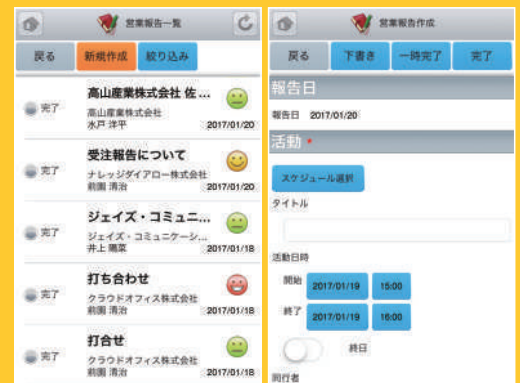 営業報告一覧
戻る 新規作成 絞り込み
高山産業株式会社 佐 ...
完了
高山産業株式会社
水戸 洋平 2017/01/20
受注報告について
完了
ナレッジダイアロー株式会社
前園 清治 2017/01/20
ジェイズ・コミュニ...
完了
ジェイズ・コミュニケーシ...
井上 陽菜 2017/01/18
打ち合わせ
完了
クラウドオフィス株式会社
前園 清治 2017/01/18
打合せ
完了
クラウドオフィス株式会社
前園 清治 2017/01/18
営業報告作成
戻る 下書き 一時完了 完了
報告日
報告日 2017/01/20
活動 *
スケジュール選択
タイトル
活動日時
開始 2017/01/19 15:00
終了 2017/01/19 16:00
終日
同行者